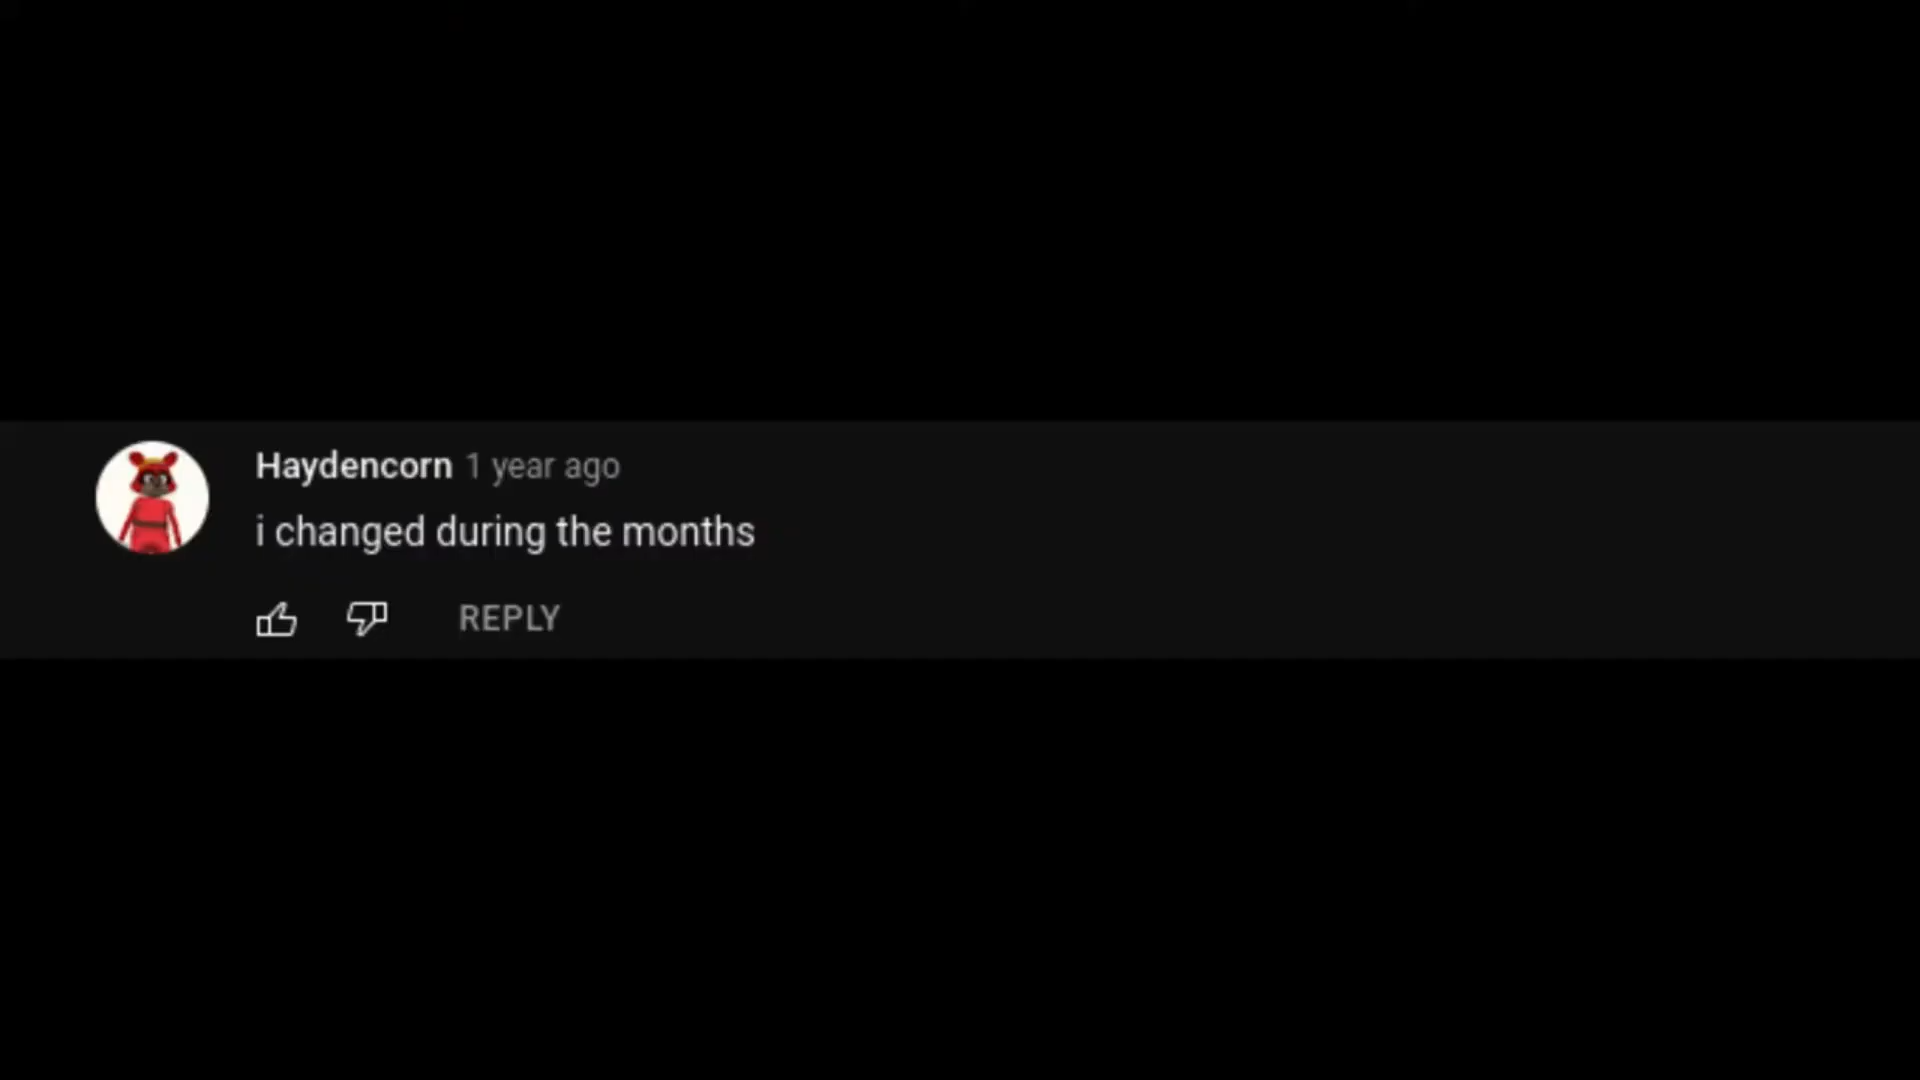 Haydencorn 1 year ago
i changed during the months
REPLY